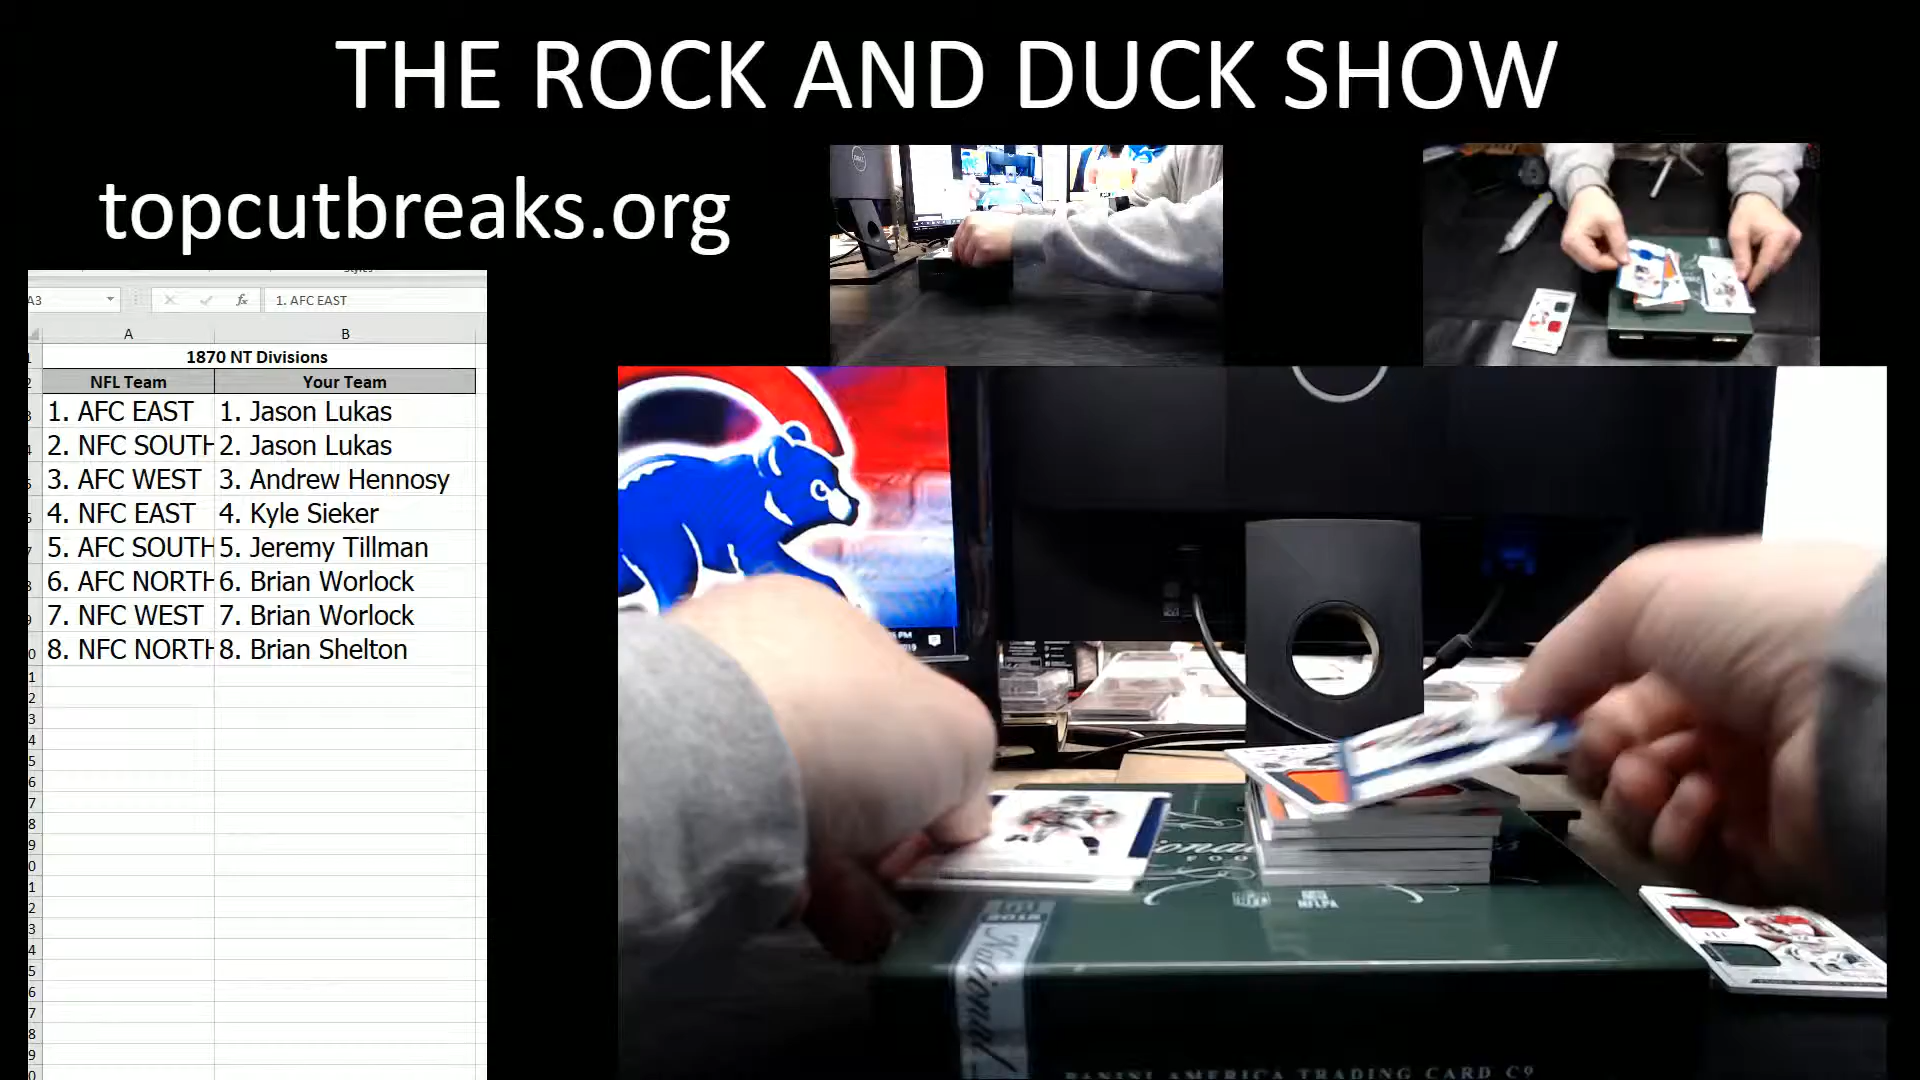 THE ROCK AND DUCK SHOW
topcutbreaks.org
A3
fx
1. AFC EAST
A B
1870 NT Divisions
NFL Team Your Team
1. AFC EAST 1. Jason Lukas
2. NFC SOUTH 2. Jason Lukas
3. AFC WEST 3. Andrew Hennosy
4. NFC EAST 4. Kyle Sieker
5. AFC SOUTH 5. Jeremy Tillman
6. AFC NORTH 6. Brian Worlock
7. NFC WEST 7. Brian Worlock
8. NFC NORTH 8. Brian Shelton
National
PANINI AMERICA TRADING CARD